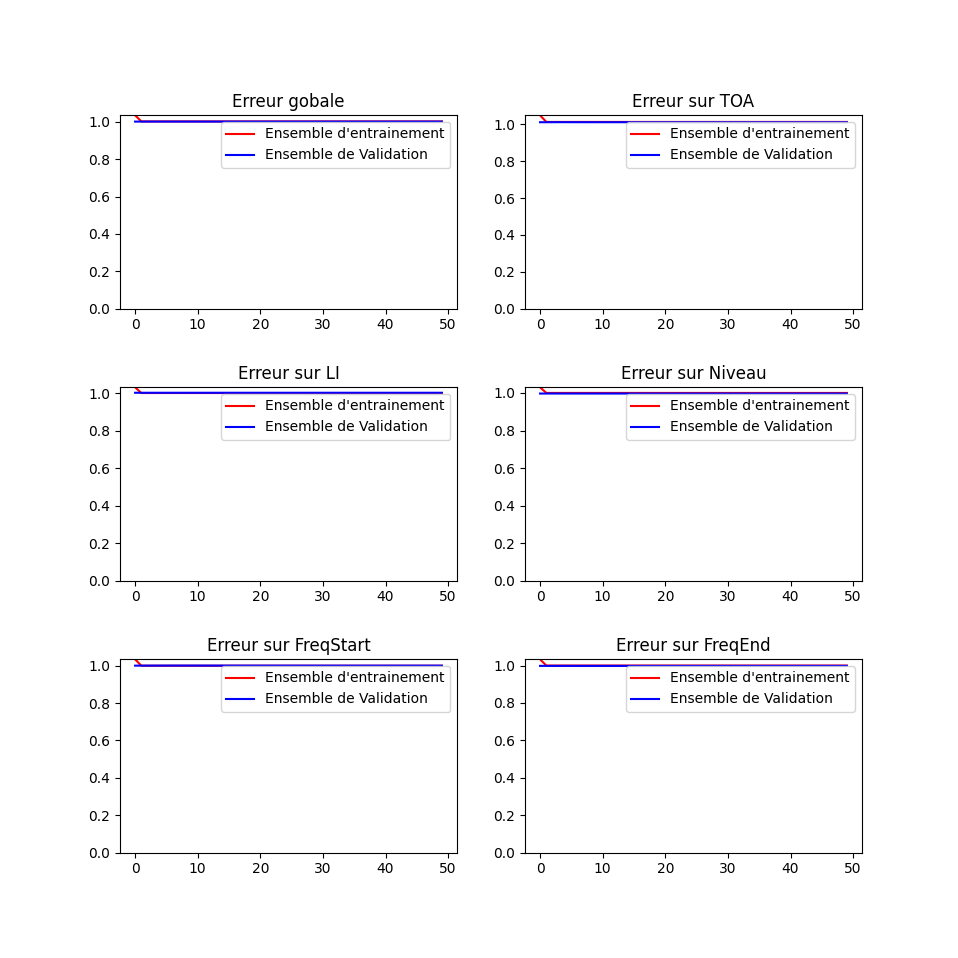 Erreur gobale
1.0
0.8
0.6
0.4
0.2
0.0
0 10 20 30 40 50
Ensemble d'entrainement
Ensemble de Validation
Erreur sur TOA
1.0
0.8
0.6
0.4
0.2
0.0
0 10 20 30 40 50
Ensemble d'entrainement
Ensemble de Validation
Erreur sur LI
1.0
0.8
0.6
0.4
0.2
0.0
0 10 20 30 40 50
Ensemble d'entrainement
Ensemble de Validation
Erreur sur Niveau
1.0
0.8
0.6
0.4
0.2
0.0
0 10 20 30 40 50
Ensemble d'entrainement
Ensemble de Validation
Erreur sur FreqStart
1.0
0.8
0.6
0.4
0.2
0.0
0 10 20 30 40 50
Ensemble d'entrainement
Ensemble de Validation
Erreur sur FreqEnd
1.0
0.8
0.6
0.4
0.2
0.0
0 10 20 30 40 50
Ensemble d'entrainement
Ensemble de Validation